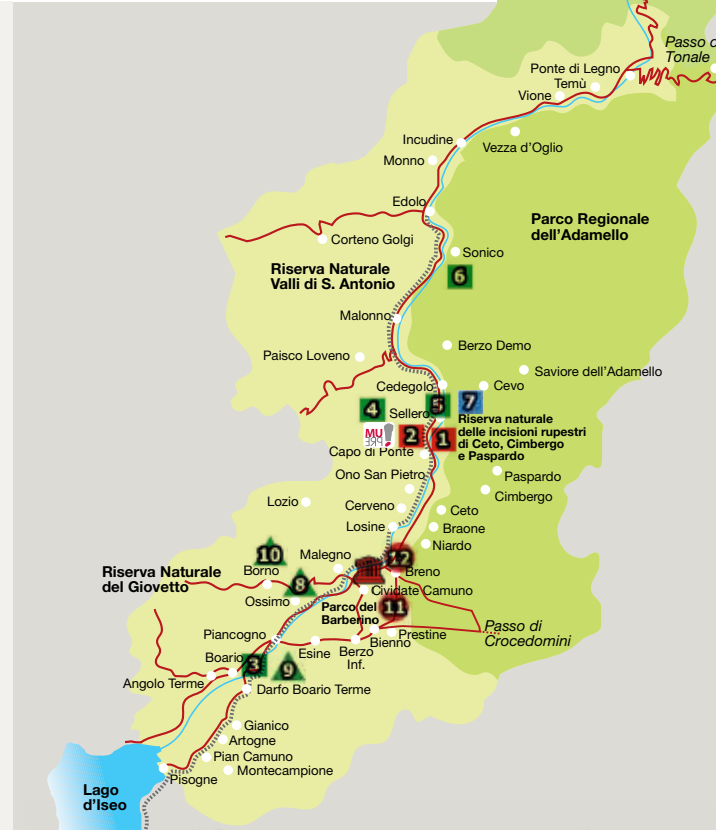 Passo
Tonale
Ponte di Legno
Temù
Vione
Incudine
Vezza d'Oglio
Monno
Edolo
Parco Regionale
dell'Adamello
Corteno Golgi
Sonico
Riserva Naturale
Valli di S. Antonio
6
Malonno
Berzo Demo
Paisco Loveno
Saviore dell'Adamello
Cedegolo
Cevo
4
Sellero
5
7
Riserva naturale
delle incisioni rupestri
di Ceto, Cimbergo
e Paspardo
MU
PRE
2
1
Capo di Ponte
Ono San Pietro
Paspardo
Cimbergo
Lozio
Cerveno
Ceto
Losine
Braone
Niardo
10
Malegno
12
Borno
Breno
Riserva Naturale
del Giovetto
8
Cividate Camuno
Ossimo
Parco del
Barberino
11
Piancogno
Bienno
Prestine
Passo di
Crocedomini
Esine
Berzo
Inf.
Boario
3
9
Angolo Terme
Darfo Boario Terme
Gianico
Artogne
Pian Camuno
Montecampione
Pisogne
Lago
d'Iseo